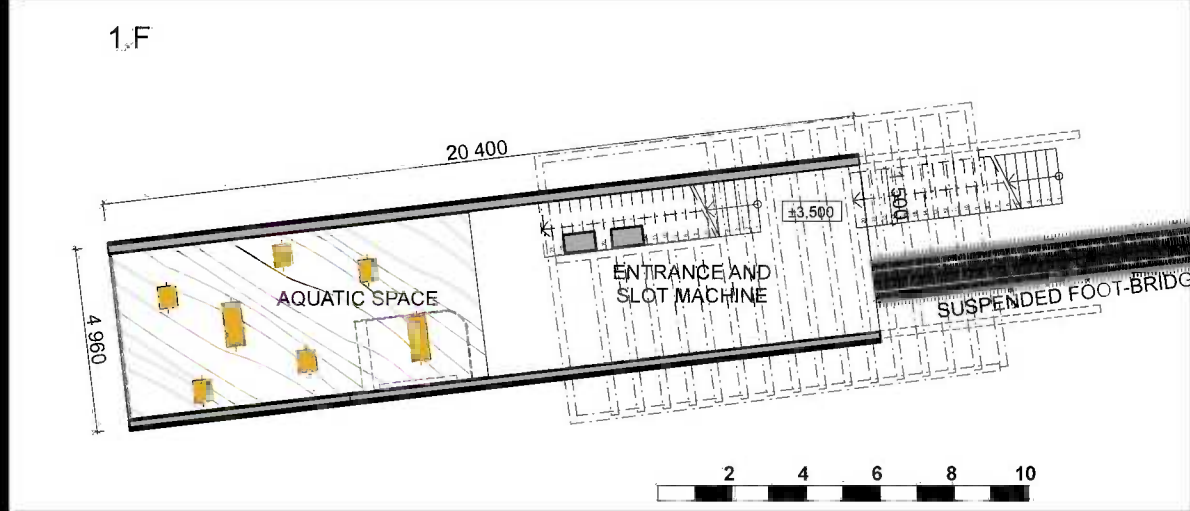 1.F
20 400
1 500
±3.500
ENTRANCE AND
SLOT MACHINE
AQUATIC SPACE
4 960
SUSPENDED FOOT-BRIDG
2 4 6 8 10